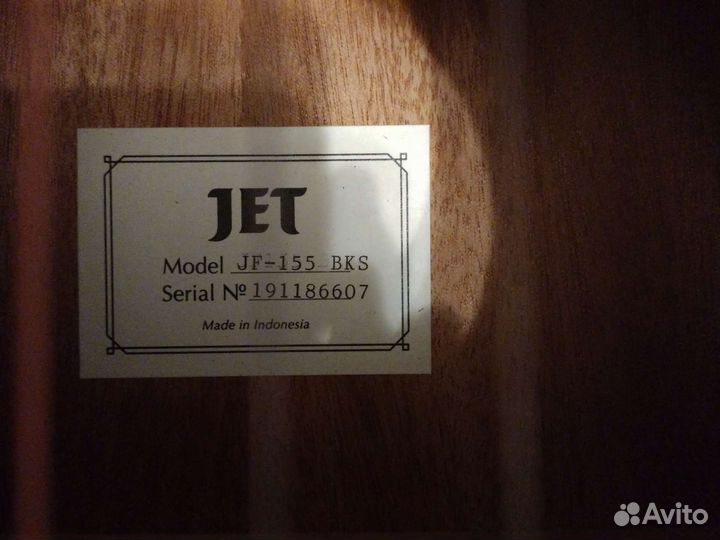 JET
Model JF-155 BKS
Serial № 191186607
Made in Indonesia
Avito